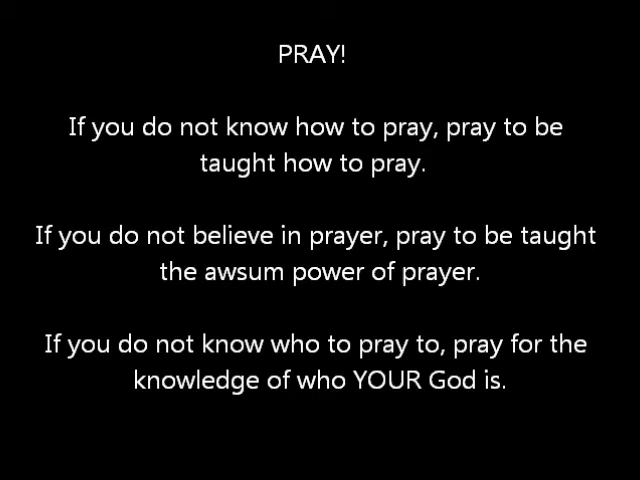 PRAY!
If you do not know how to pray, pray to be
taught how to pray.
If you do not believe in prayer, pray to be taught
the awsum power of prayer.
If you do not know who to pray to, pray for the
knowledge of who YOUR God is.